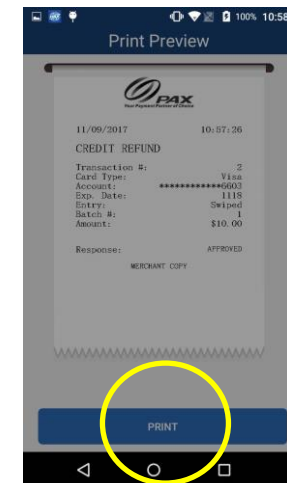 100% 10:58
Print Preview
PAX
Your Payment Partner of Choice
11/09/2017 10:57:26
CREDIT REFUND
Transaction #: 2
Card Type: Visa
Account: ************6603
Exp. Date: 1118
Entry: Swiped
Batch #: 1
Amount: $10.00
Response: APPROVED
MERCHANT COPY
PRINT